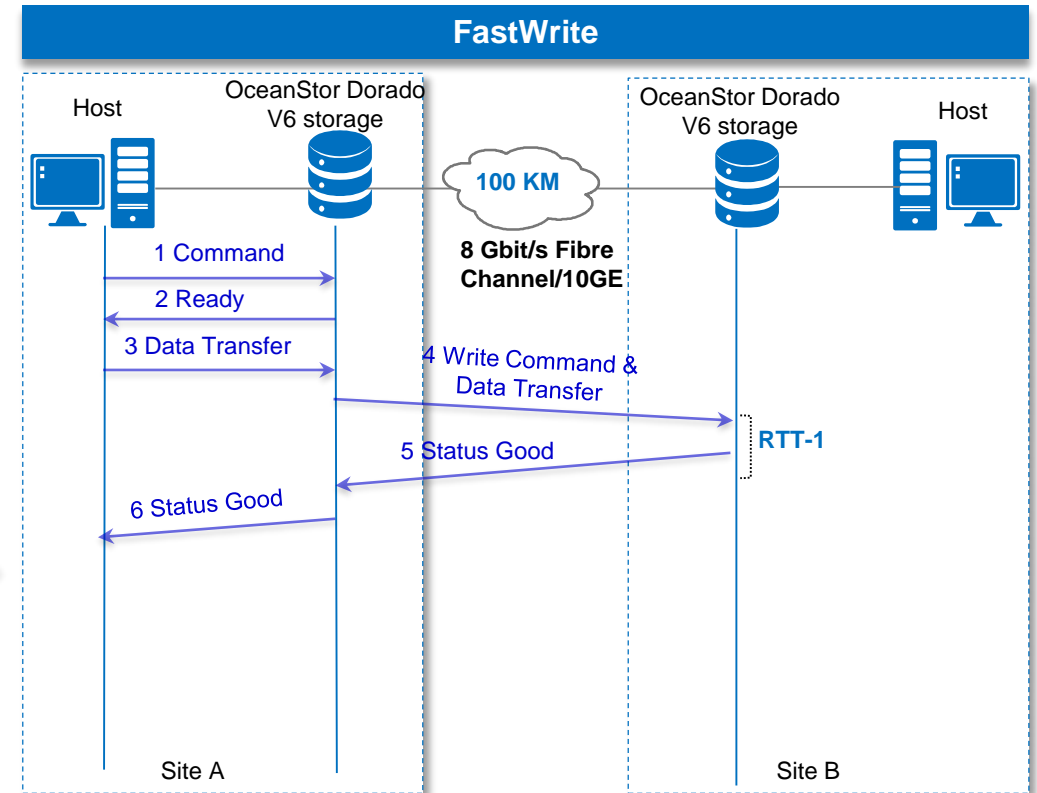 FastWrite
Host
OceanStor Dorado
V6 storage
OceanStor Dorado
V6 storage
Host
100 KM
8 Gbit/s Fibre
Channel/10GE
1 Command
2 Ready
3 Data Transfer
4 Write Command &
Data Transfer
RTT-1
5 Status Good
6 Status Good
Site A
Site B